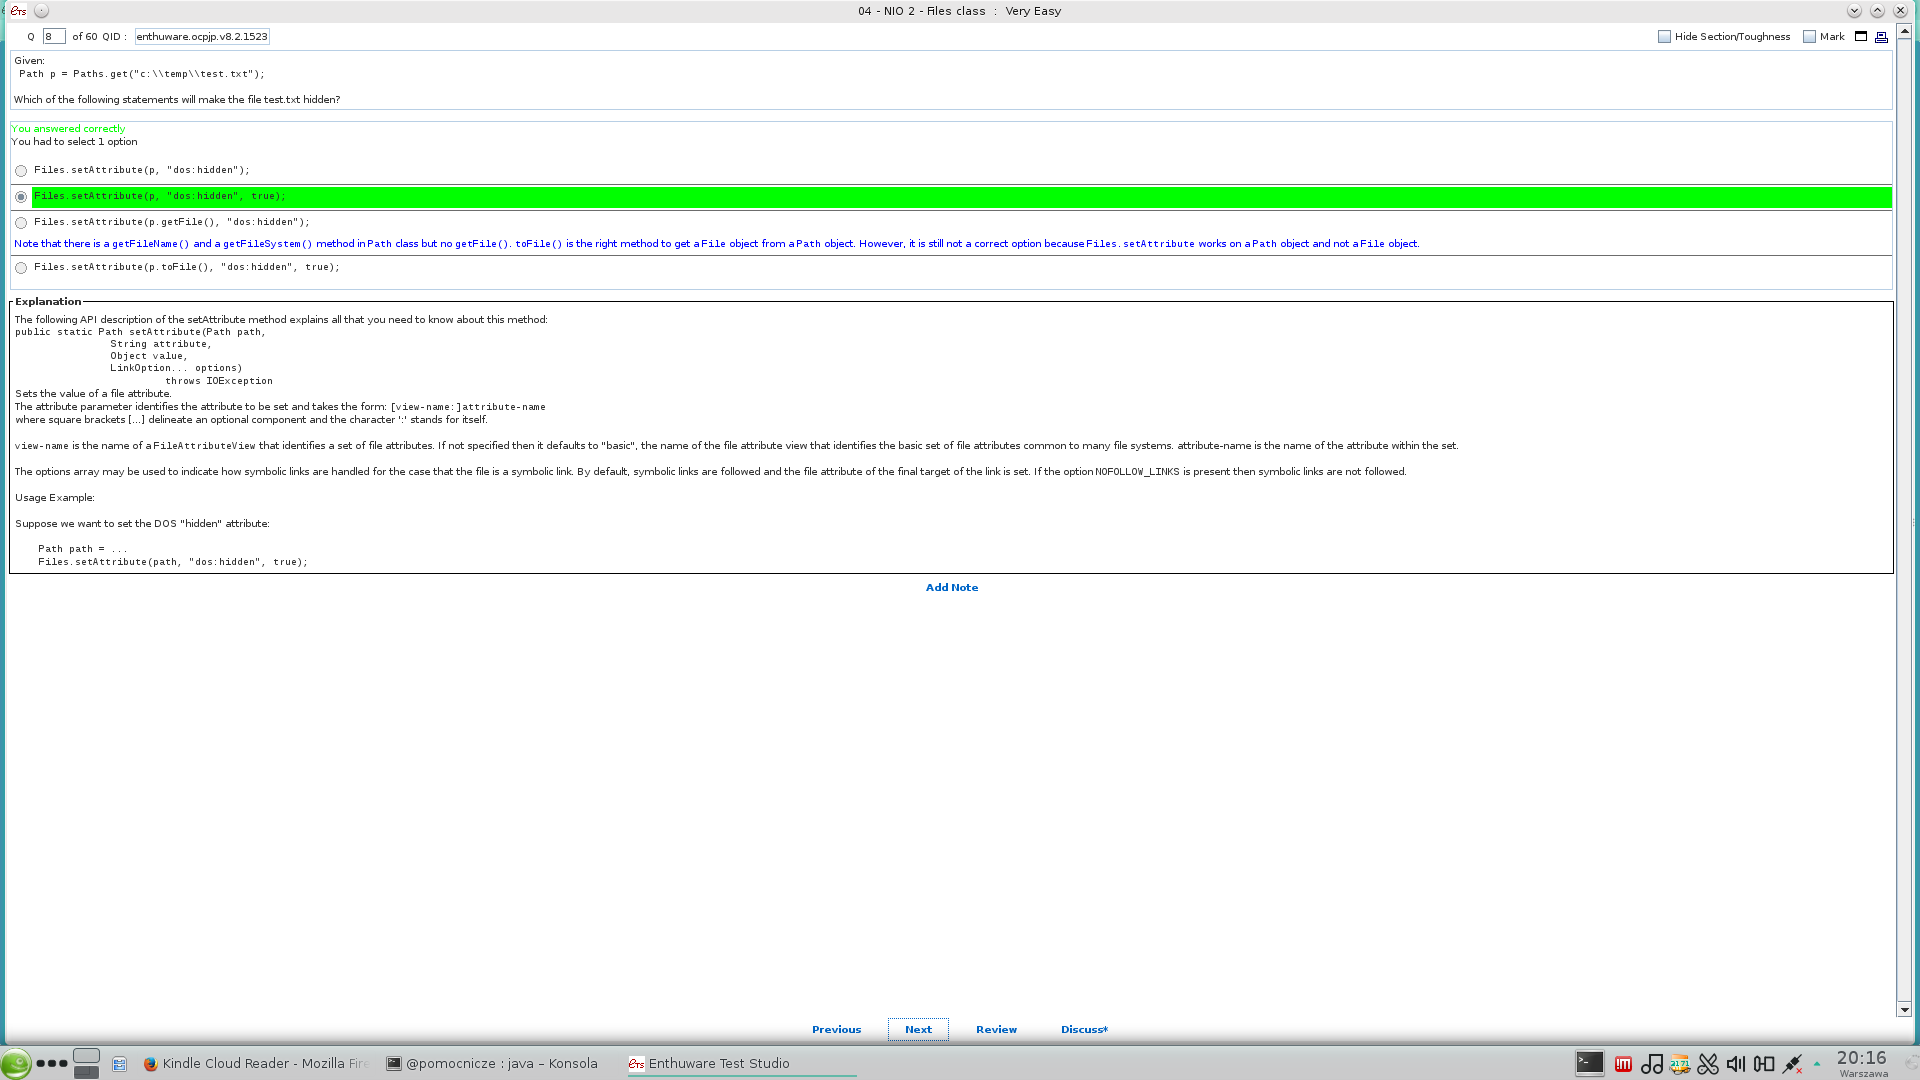 04 - NIO 2 - Files class : Very Easy
Q 8 of 60 QID : enthuware.ocpjp.v8.2.1523
Hide Section/Toughness Mark
Given:
Path p = Paths.get("c:\\temp\\test.txt");
Which of the following statements will make the file test.txt hidden?
You answered correctly
You had to select 1 option
Files.setAttribute(p, "dos:hidden");
Files.setAttribute(p, "dos:hidden", true);
Files.setAttribute(p.getFile(), "dos:hidden");
Note that there is a getFileName() and a getFileSystem() method in Path class but no getFile(). toFile() is the right method to get a File object from a Path object. However, it is still not a correct option because Files.setAttribute works on a Path object and not a File object.
Files.setAttribute(p.toFile(), "dos:hidden", true);
Explanation
The following API description of the setAttribute method explains all that you need to know about this method:
public static Path setAttribute(Path path,
String attribute,
Object value,
LinkOption... options)
throws IOException
Sets the value of a file attribute.
The attribute parameter identifies the attribute to be set and takes the form: [view-name:]attribute-name
where square brackets [...] delineate an optional component and the character ':' stands for itself.
view-name is the name of a FileAttributeView that identifies a set of file attributes. If not specified then it defaults to "basic", the name of the file attribute view that identifies the basic set of file attributes common to many file systems. attribute-name is the name of the attribute within the set.
The options array may be used to indicate how symbolic links are handled for the case that the file is a symbolic link. By default, symbolic links are followed and the file attribute of the final target of the link is set. If the option NOFOLLOW_LINKS is present then symbolic links are not followed.
Usage Example:
Suppose we want to set the DOS "hidden" attribute:
Path path = ...
Files.setAttribute(path, "dos:hidden", true);
Add Note
Previous Next Review Discuss*
Kindle Cloud Reader - Mozilla Fire @pomocnicze : java – Konsola Enthuware Test Studio 20:16
Warszawa